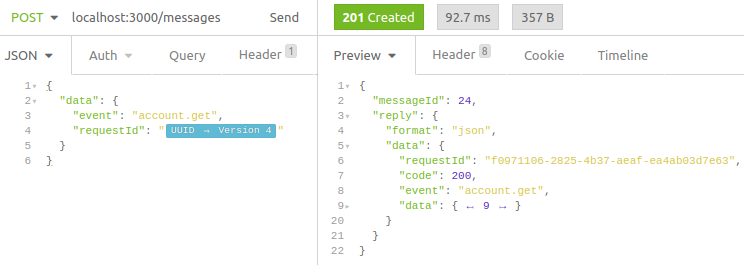 POST localhost:3000/messages Send 201 Created 92.7 ms 357 B
JSON Auth Query Header 1 Preview Header 8 Cookie Timeline
1 {
2 "data": {
3 "event": "account.get",
4 "requestId": "UUID → Version 4"
5 }
6 }
1 {
2 "messageId": 24,
3 "reply": {
4 "format": "json",
5 "data": {
6 "requestId": "f0971106-2825-4b37-aeaf-ea4ab03d7e63",
7 "code": 200,
8 "event": "account.get",
9 "data": { ↔ 9 ↔ }
20 }
21 }
22 }